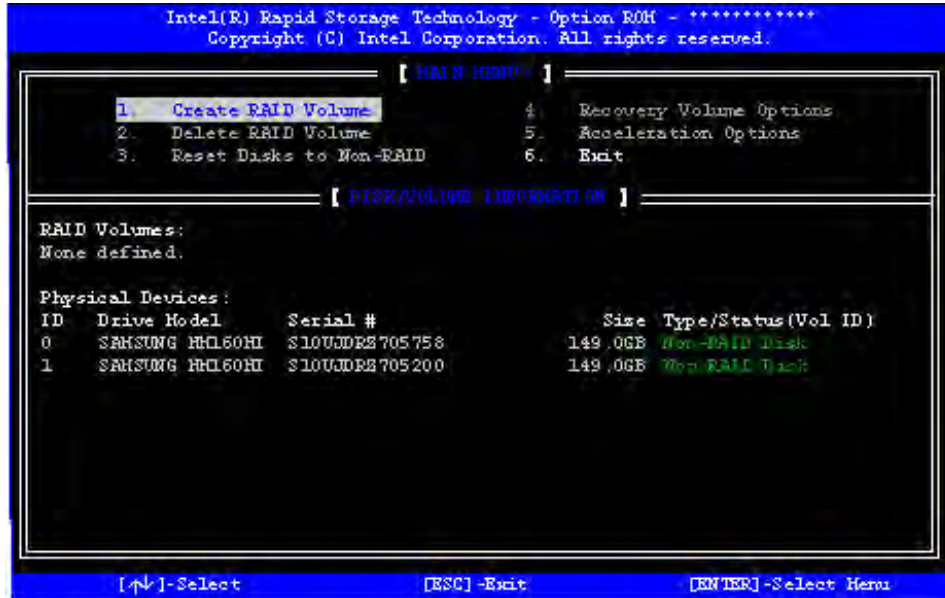 Intel(R) Rapid Storage Technology - Option ROM - ************
Copyright (C) Intel Corporation. All rights reserved.
[ MAIN MENU ]
1. Create RAID Volume
2. Delete RAID Volume
3. Reset Disks to Non-RAID
4. Recovery Volume Options
5. Acceleration Options
6. Exit
[ DISK/VOLUME INFORMATION ]
RAID Volumes:
None defined.
Physical Devices:
ID Drive Model Serial # Size Type/Status(Vol ID)
0 SAMSUNG HM160HI 149.0GB Non-RAID Disk
1 SAMSUNG HM160HI 149.0GB Non-RAID Disk
[↑↓]-Select [ESC]-Exit [ENTER]-Select Menu